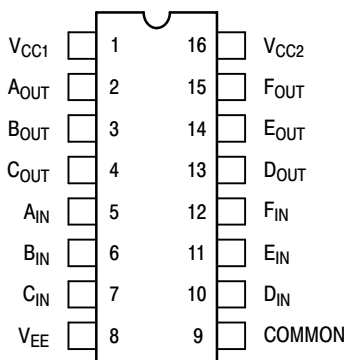 VCC1 1 16 VCC2
AOUT 2 15 FOUT
BOUT 3 14 EOUT
COUT 4 13 DOUT
AIN 5 12 FIN
BIN 6 11 EIN
CIN 7 10 DIN
VEE 8 9 COMMON